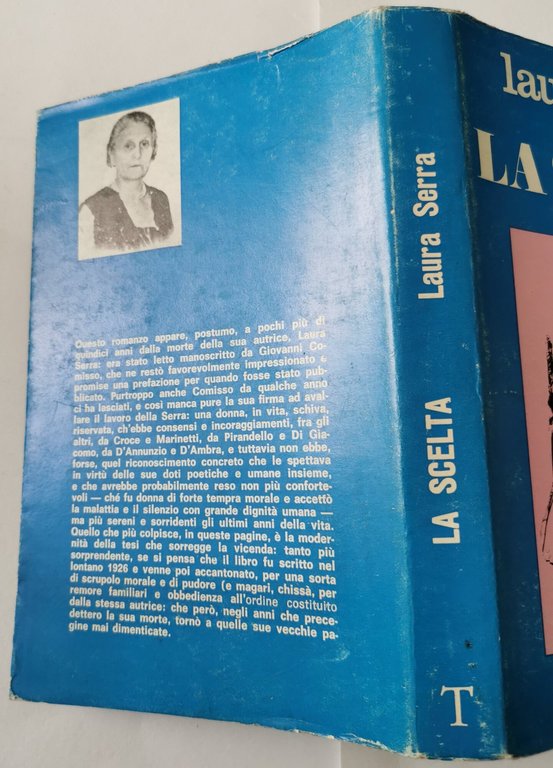 Questo romanzo appare, postumo, a pochi più di
quindici anni dalla morte della sua autrice, Laura
Serra: era stato letto manoscritto da Giovanni Co-
misso, che ne restò favorevolmente impressionato e
promise una prefazione per quando fosse stato pub-
blicato. Purtroppo anche Comisso da qualche anno
ci ha lasciati, e così manca pure la sua firma ad aval-
lare il lavoro della Serra: una donna, in vita, schiva,
riservata, ch'ebbe consensi e incoraggiamenti, fra gli
altri, da Croce e Marinetti, da Pirandello e Di Gia-
como, da D'Annunzio e D'Ambra, e tuttavia non ebbe,
forse, quel riconoscimento concreto che le spettava
in virtù delle sue doti poetiche e umane insieme,
e che avrebbe probabilmente reso non più conforte-
voli — ché fu donna di forte tempra morale e accettò
la malattia e il silenzio con grande dignità umana —
ma più sereni e sorridenti gli ultimi anni della vita.
Quello che più colpisce, in queste pagine, è la moder-
nità della tesi che sorregge la vicenda: tanto più
sorprendente, se si pensa che il libro fu scritto nel
lontano 1926 e venne poi accantonato, per una sorta
di scrupolo morale e di pudore (e magari, chissà, per
remore familiari e obbedienza all'ordine costituito
dalla stessa autrice: che però, negli anni che prece-
dettero la sua morte, tornò a quelle sue vecchie pa-
gine mai dimenticate.
LA SCELTA Laura Serra
T
lau
LA